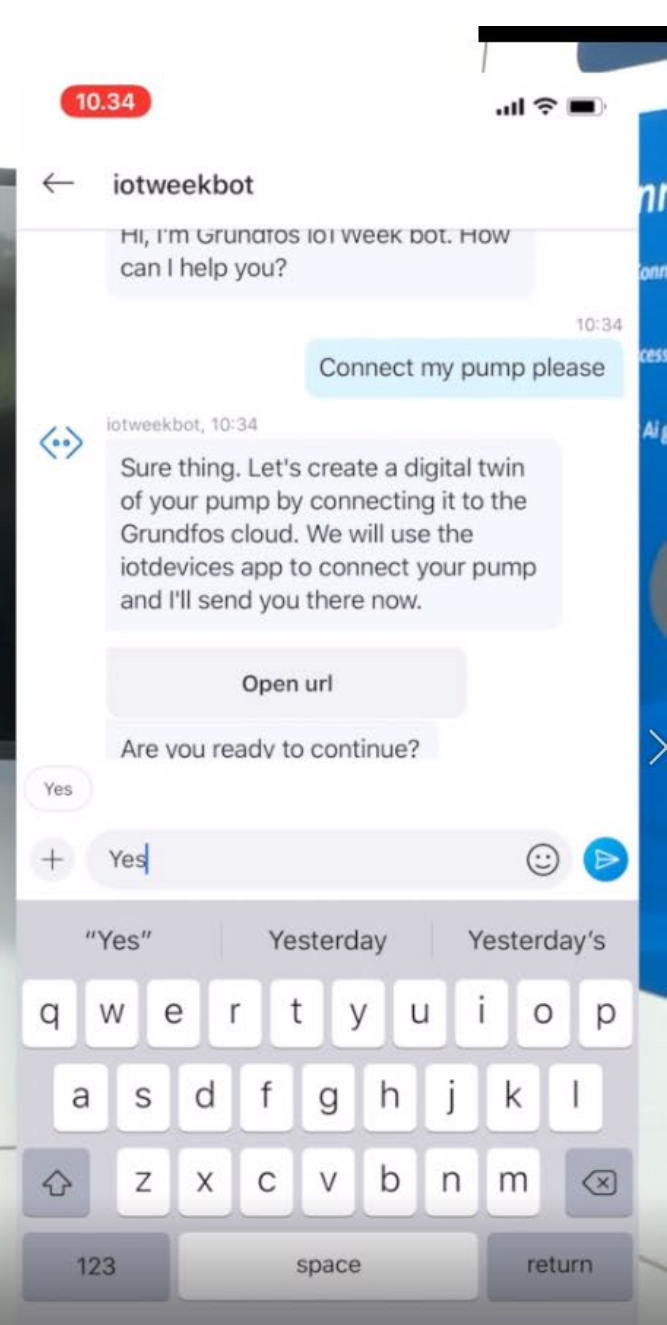 10.34
iotweekbot
Hi, I'm Grundfos IoT Week bot. How
can I help you?
10:34
Connect my pump please
iotweekbot, 10:34
Sure thing. Let's create a digital twin
of your pump by connecting it to the
Grundfos cloud. We will use the
iotdevices app to connect your pump
and I'll send you there now.
Open url
Are you ready to continue?
Yes
Yes
"Yes" Yesterday Yesterday's
q w e r t y u i o p
a s d f g h j k l
z x c v b n m
123 space return